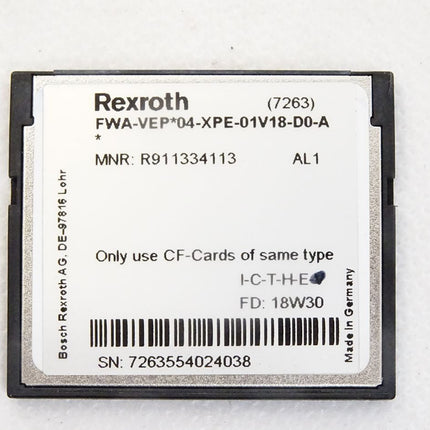 Rexroth (7263)
FWA-VEP*04-XPE-01V18-D0-A
*
MNR: R911334113 AL1
Only use CF-Cards of same type
I-C-T-H-E
FD: 18W30
SN: 7263554024038
Bosch Rexroth AG, DE-97816 Lohr
Made in Germany